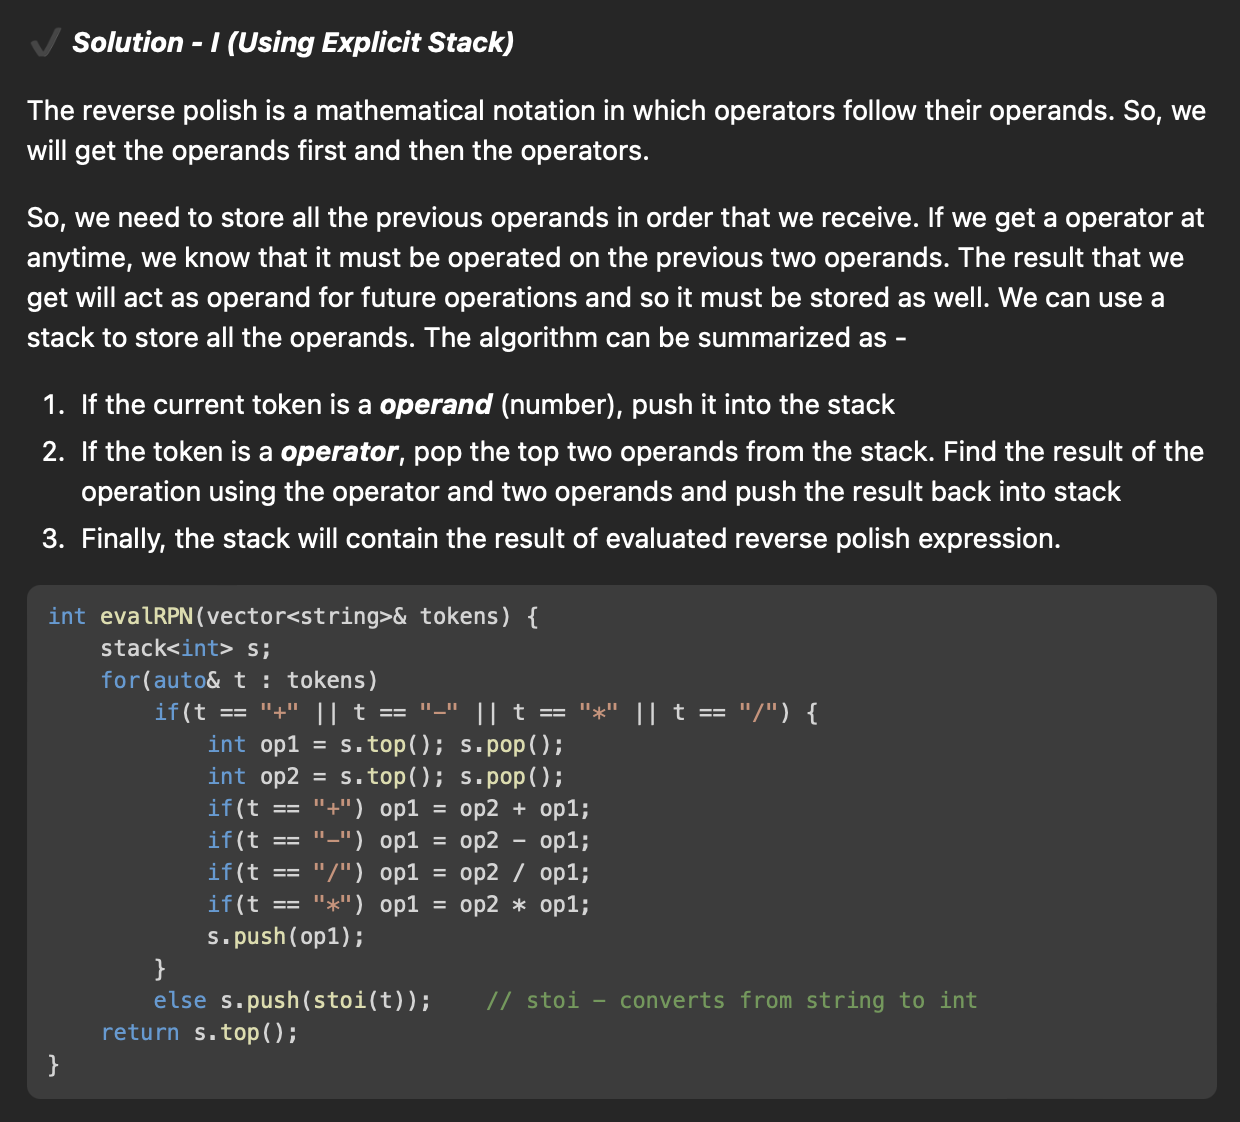 ✔️ Solution - I (Using Explicit Stack)
The reverse polish is a mathematical notation in which operators follow their operands. So, we
will get the operands first and then the operators.
So, we need to store all the previous operands in order that we receive. If we get a operator at
anytime, we know that it must be operated on the previous two operands. The result that we
get will act as operand for future operations and so it must be stored as well. We can use a
stack to store all the operands. The algorithm can be summarized as -
1. If the current token is a operand (number), push it into the stack
2. If the token is a operator, pop the top two operands from the stack. Find the result of the
operation using the operator and two operands and push the result back into stack
3. Finally, the stack will contain the result of evaluated reverse polish expression.
int evalRPN(vector<string>& tokens) {
    stack<int> s;
    for(auto& t : tokens)
        if(t == "+" || t == "-" || t == "*" || t == "/") {
            int op1 = s.top(); s.pop();
            int op2 = s.top(); s.pop();
            if(t == "+") op1 = op2 + op1;
            if(t == "-") op1 = op2 - op1;
            if(t == "/") op1 = op2 / op1;
            if(t == "*") op1 = op2 * op1;
            s.push(op1);
        }
        else s.push(stoi(t));    // stoi - converts from string to int
    return s.top();
}